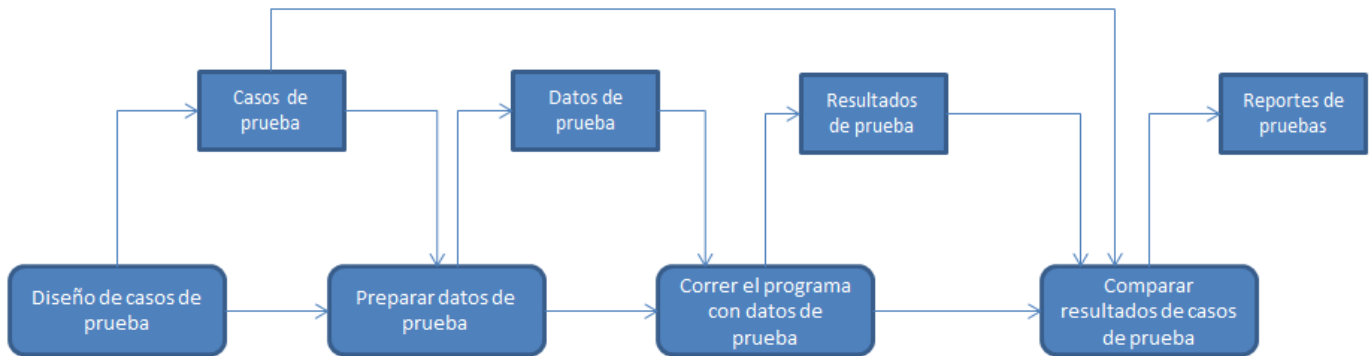 Casos de
prueba
Datos de
prueba
Resultados
de prueba
Reportes de
pruebas
Diseño de casos de
prueba
Preparar datos de
prueba
Correr el programa
con datos de
prueba
Comparar
resultados de casos
de prueba